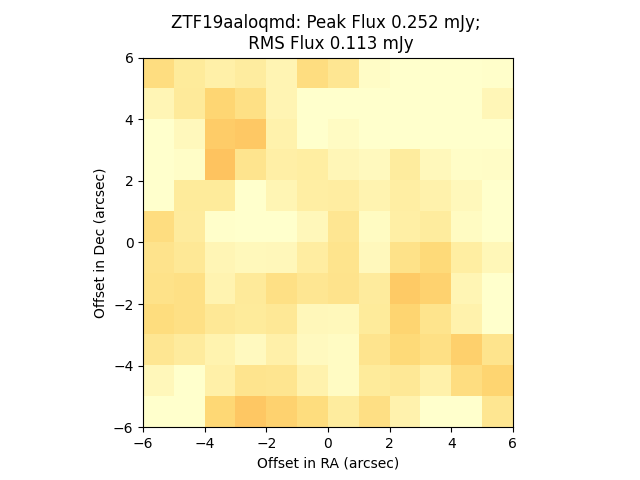 ZTF19aaloqmd: Peak Flux 0.252 mJy;
RMS Flux 0.113 mJy
6
4
2
0
−2
−4
−6
Offset in Dec (arcsec)
−6 −4 −2 0 2 4 6
Offset in RA (arcsec)